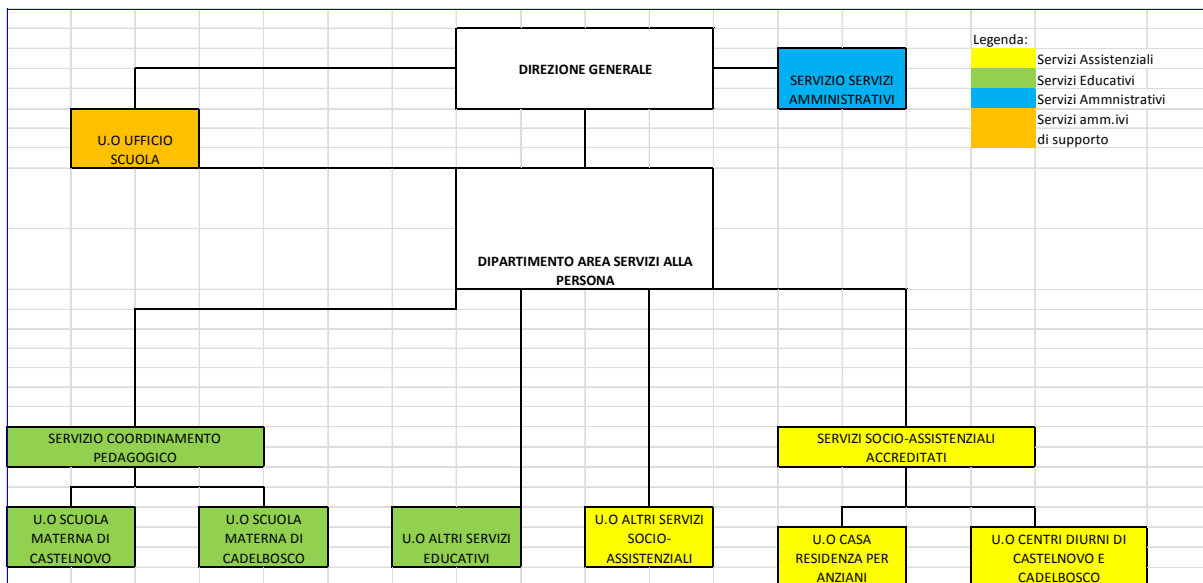 DIREZIONE GENERALE
SERVIZIO SERVIZI
AMMINISTRATIVI
Legenda:
Servizi Assistenziali
Servizi Educativi
Servizi Ammnistrativi
Servizi amm.ivi
di supporto
U.O UFFICIO
SCUOLA
DIPARTIMENTO AREA SERVIZI ALLA
PERSONA
SERVIZIO COORDINAMENTO
PEDAGOGICO
SERVIZI SOCIO-ASSISTENZIALI
ACCREDITATI
U.O SCUOLA
MATERNA DI
CASTELNOVO
U.O SCUOLA
MATERNA DI
CADELBOSCO
U.O ALTRI SERVIZI
EDUCATIVI
U.O ALTRI SERVIZI
SOCIO-
ASSISTENZIALI
U.O CASA
RESIDENZA PER
ANZIANI
U.O CENTRI DIURNI DI
CASTELNOVO E
CADELBOSCO